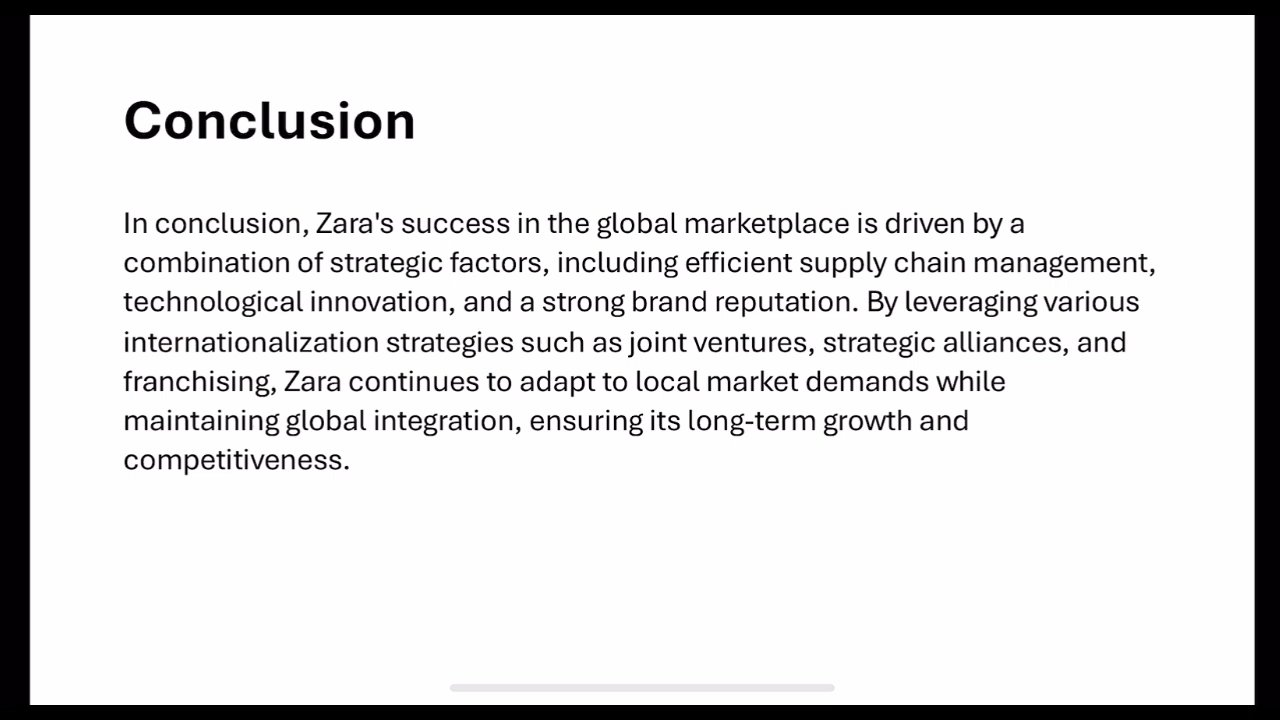 Conclusion
In conclusion, Zara's success in the global marketplace is driven by a
combination of strategic factors, including efficient supply chain management,
technological innovation, and a strong brand reputation. By leveraging various
internationalization strategies such as joint ventures, strategic alliances, and
franchising, Zara continues to adapt to local market demands while
maintaining global integration, ensuring its long-term growth and
competitiveness.